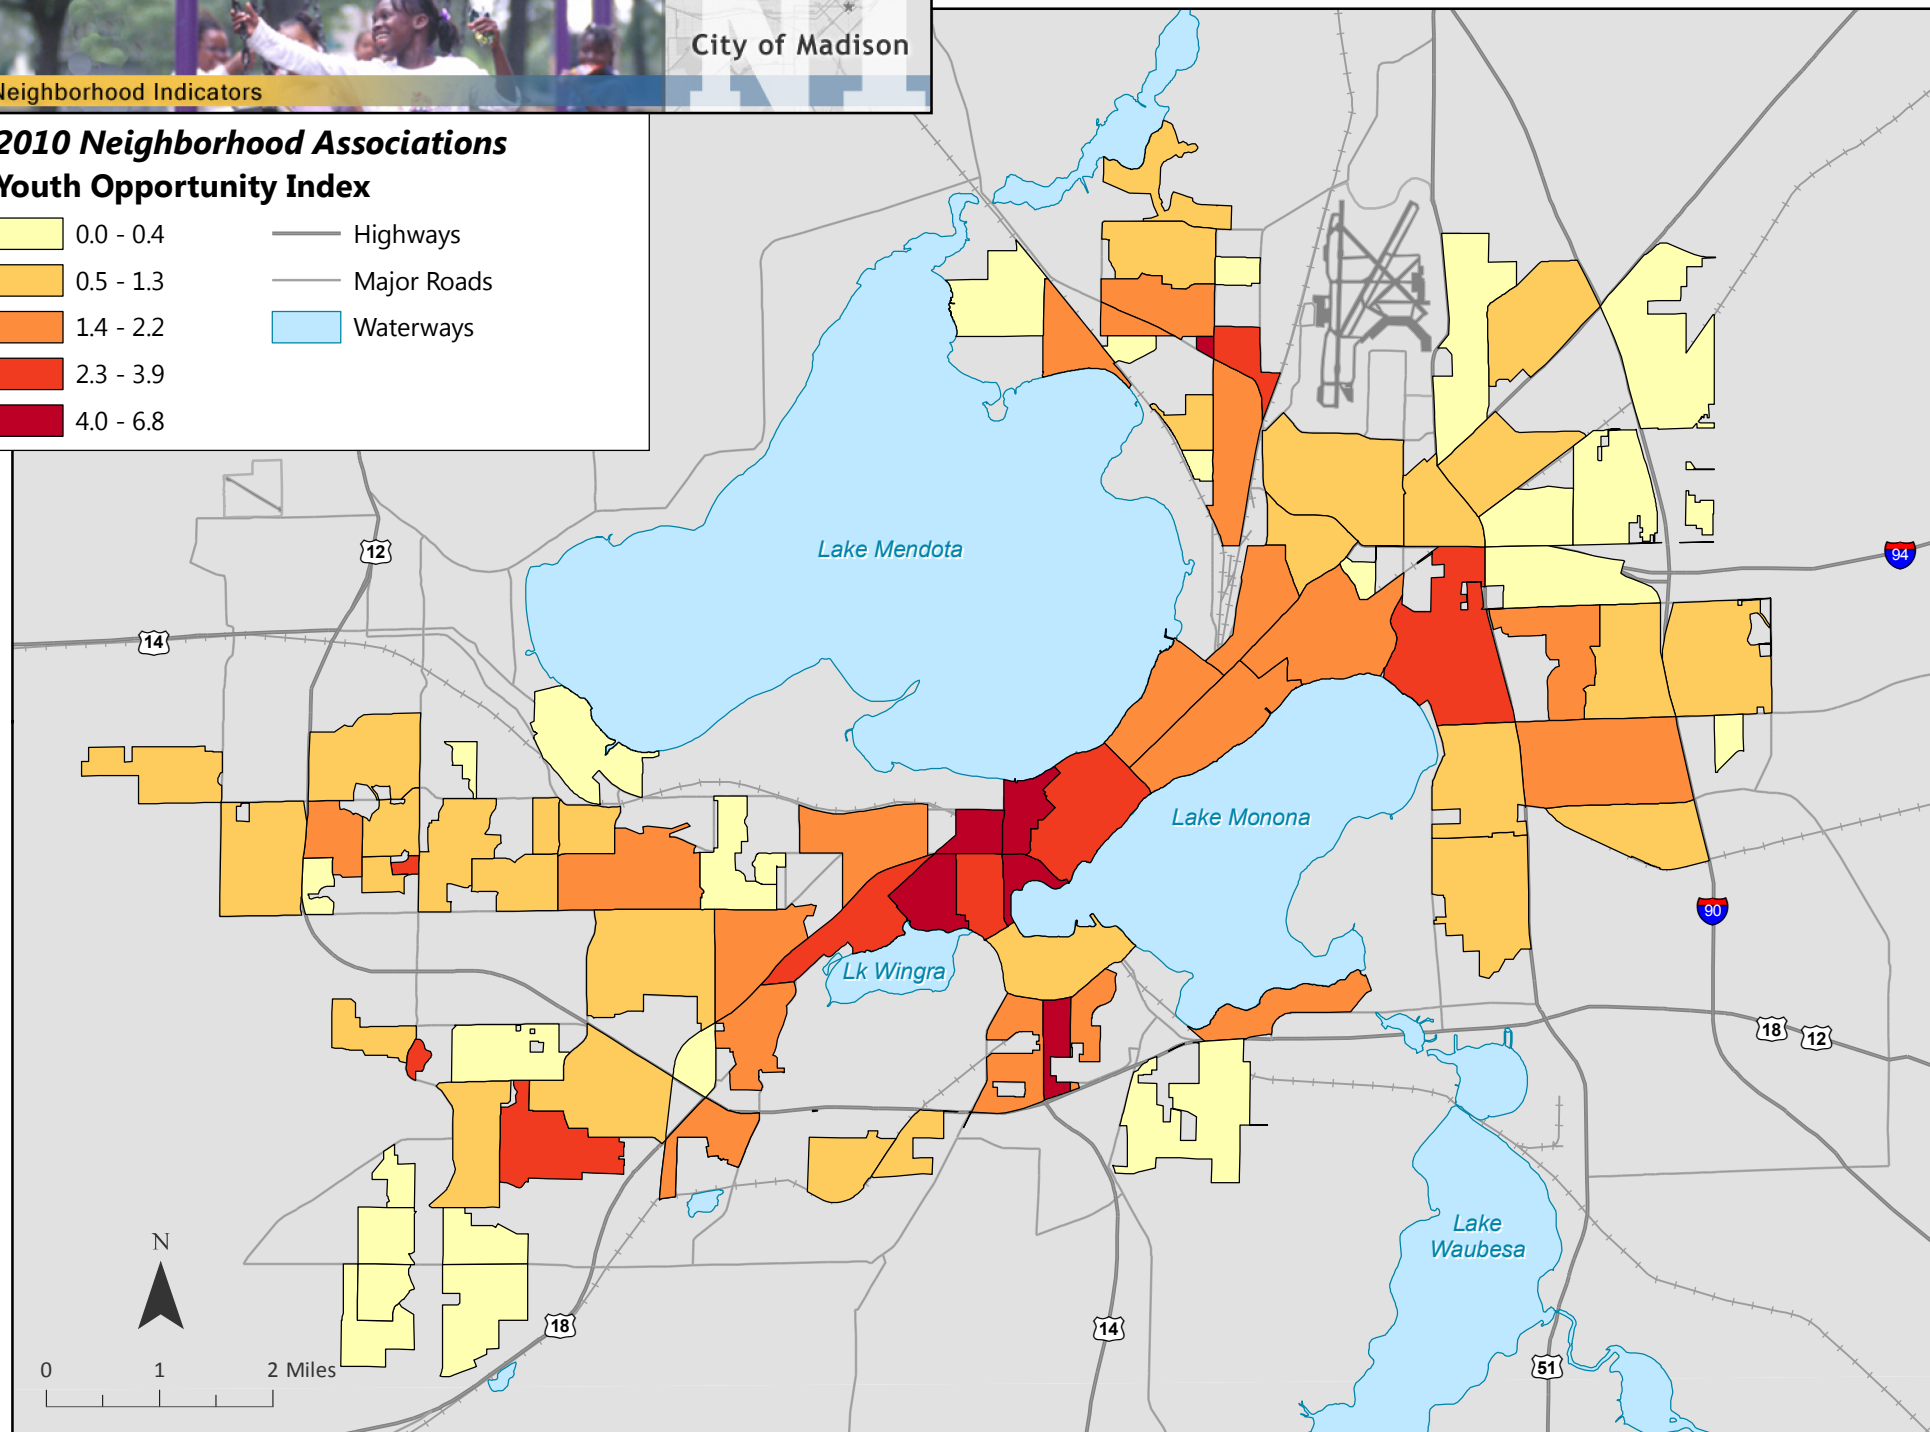 City of Madison
Neighborhood Indicators
2010 Neighborhood Associations
Youth Opportunity Index
0.0 - 0.4
Highways
0.5 - 1.3
Major Roads
1.4 - 2.2
Waterways
2.3 - 3.9
4.0 - 6.8
12
Lake Mendota
94
14
Lake Monona
90
Lk Wingra
18
12
Lake
Waubesa
N
18
14
51
0
1
2 Miles